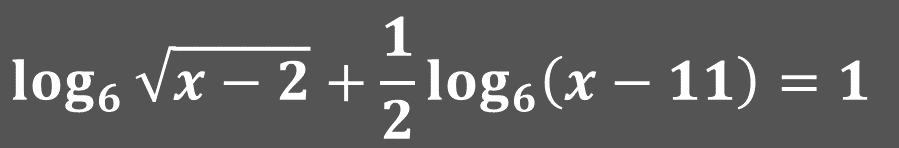 log₆ √(x − 2) + 1/2 log₆(x − 11) = 1